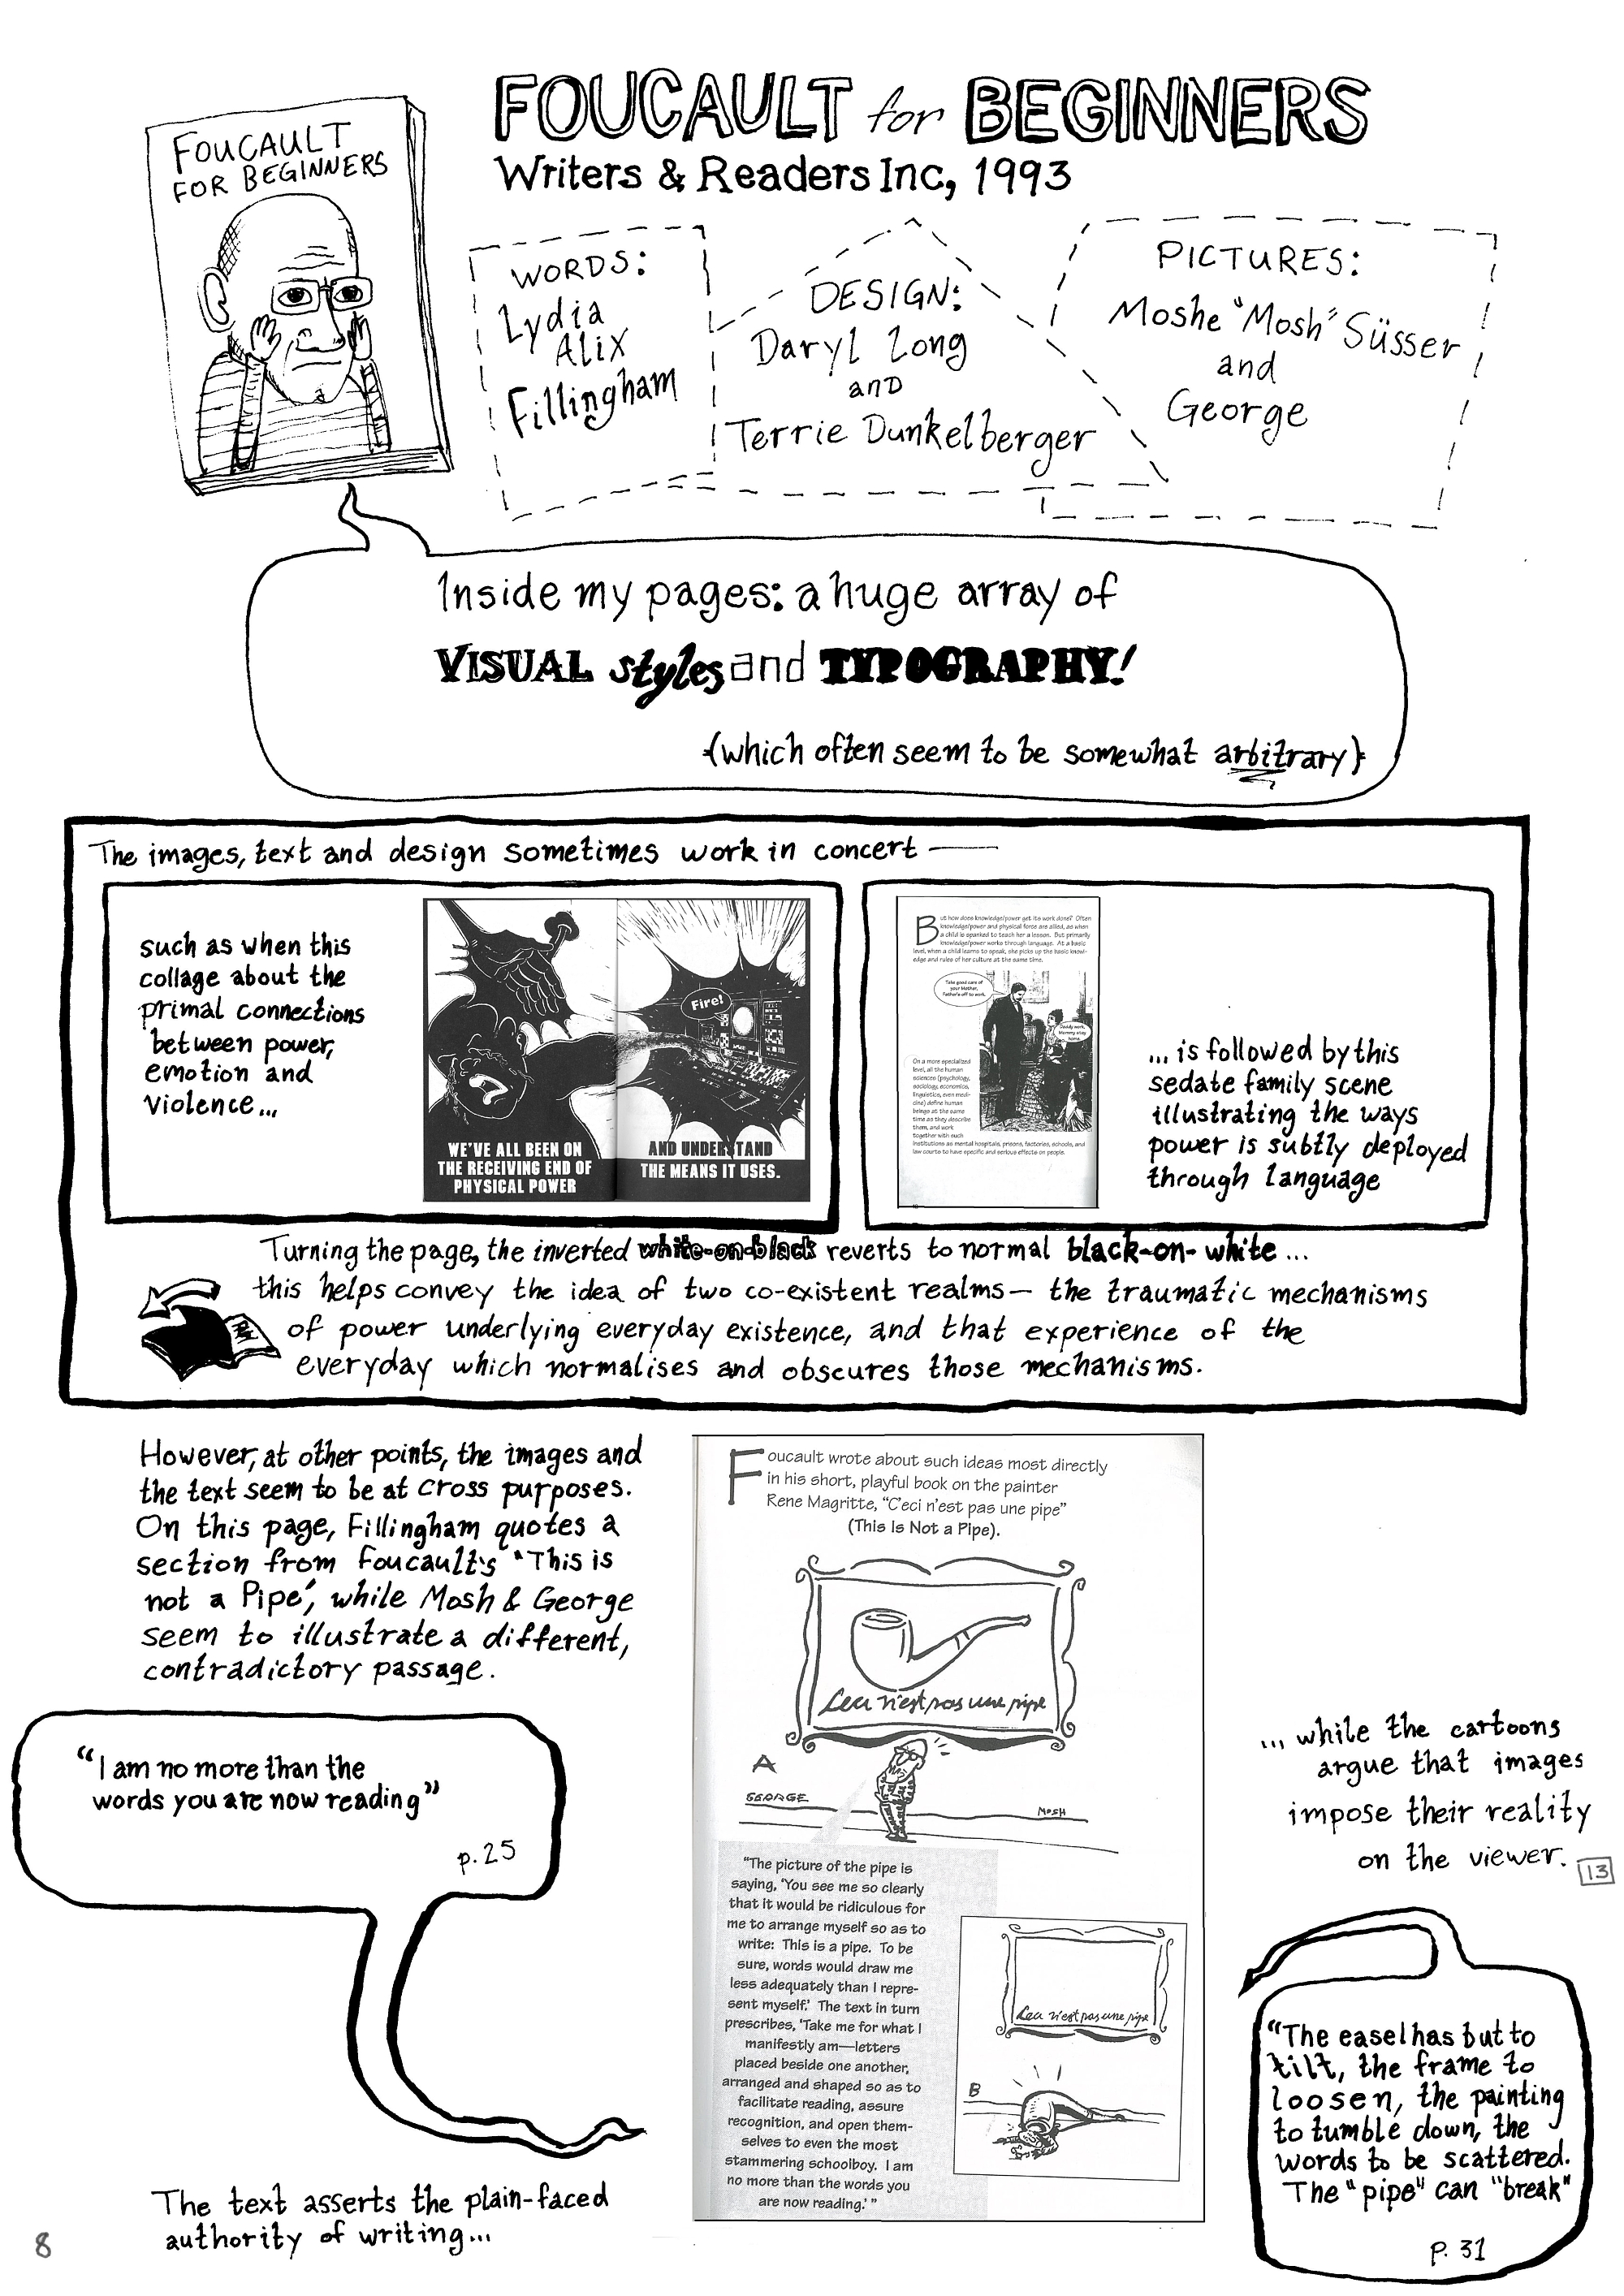 FOUCAULT
FOR BEGINNERS
FOUCAULT for BEGINNERS
Writers & Readers Inc, 1993
WORDS:
Lydia
Alix
Fillingham
DESIGN:
Daryl Long
and
Terrie Dunkelberger
PICTURES:
Moshe "Mosh" Süsser
and
George
Inside my pages: a huge array of
VISUAL styles and TYPOGRAPHY!
(which often seem to be somewhat arbitrary)
The images, text and design sometimes work in concert —
such as when this
collage about the
primal connections
between power,
emotion and
violence...
Fire!
WE'VE ALL BEEN ON
THE RECEIVING END OF
PHYSICAL POWER
AND UNDERSTAND
THE MEANS IT USES.
But how does knowledge/power get its work done? Often
knowledge/power and physical force are allied, as when
a child is spanked to teach her a lesson. But primarily
knowledge/power works through language. At a basic
level, when a child learns to speak, she picks up the basic knowl-
edge and rules of her culture at the same time.
Take good care of
your Mother,
Father's off to work.
Daddy work,
Mommy stay
home.
On a more specialized
level, all the human
sciences (psychology,
sociology, economics,
linguistics, even medi-
cine) define human
beings at the same
time as they describe
them, and work
together with such
institutions as mental hospitals, prisons, factories, schools, and
law courts to have specific and serious effects on people.
... is followed by this
sedate family scene
illustrating the ways
power is subtly deployed
through language
Turning the page, the inverted white-on-black reverts to normal black-on-white ...
this helps convey the idea of two co-existent realms— the traumatic mechanisms
of power underlying everyday existence, and that experience of the
everyday which normalises and obscures those mechanisms.
However, at other points, the images and
the text seem to be at cross purposes.
On this page, Fillingham quotes a
section from Foucault's 'This is
not a Pipe', while Mosh & George
seem to illustrate a different,
contradictory passage.
"I am no more than the
words you are now reading"
p.25
The text asserts the plain-faced
authority of writing...
Foucault wrote about such ideas most directly
in his short, playful book on the painter
Rene Magritte, "C'eci n'est pas une pipe"
(This Is Not a Pipe).
Ceci n'est pas une pipe
A
GEORGE
MOSH
"The picture of the pipe is
saying, 'You see me so clearly
that it would be ridiculous for
me to arrange myself so as to
write: This is a pipe. To be
sure, words would draw me
less adequately than I repre-
sent myself.' The text in turn
prescribes, 'Take me for what I
manifestly am—letters
placed beside one another,
arranged and shaped so as to
facilitate reading, assure
recognition, and open them-
selves to even the most
stammering schoolboy. I am
no more than the words you
are now reading.' "
Ceci n'est pas une pipe
B
... while the cartoons
argue that images
impose their reality
on the viewer. 13
"The easel has but to
tilt, the frame to
loosen, the painting
to tumble down, the
words to be scattered.
The "pipe" can "break"
p. 31
8